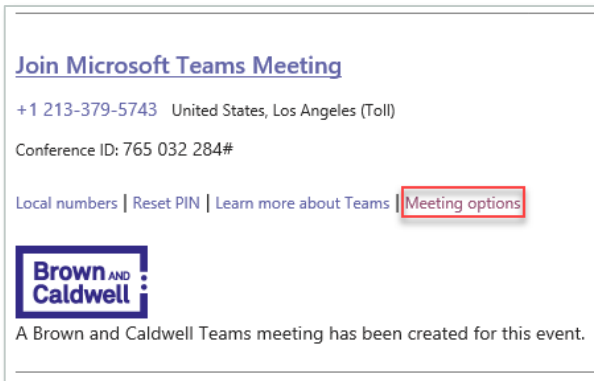 Join Microsoft Teams Meeting
+1 213-379-5743 United States, Los Angeles (Toll)
Conference ID: 765 032 284#
Local numbers | Reset PIN | Learn more about Teams | Meeting options
Brown AND
Caldwell
A Brown and Caldwell Teams meeting has been created for this event.